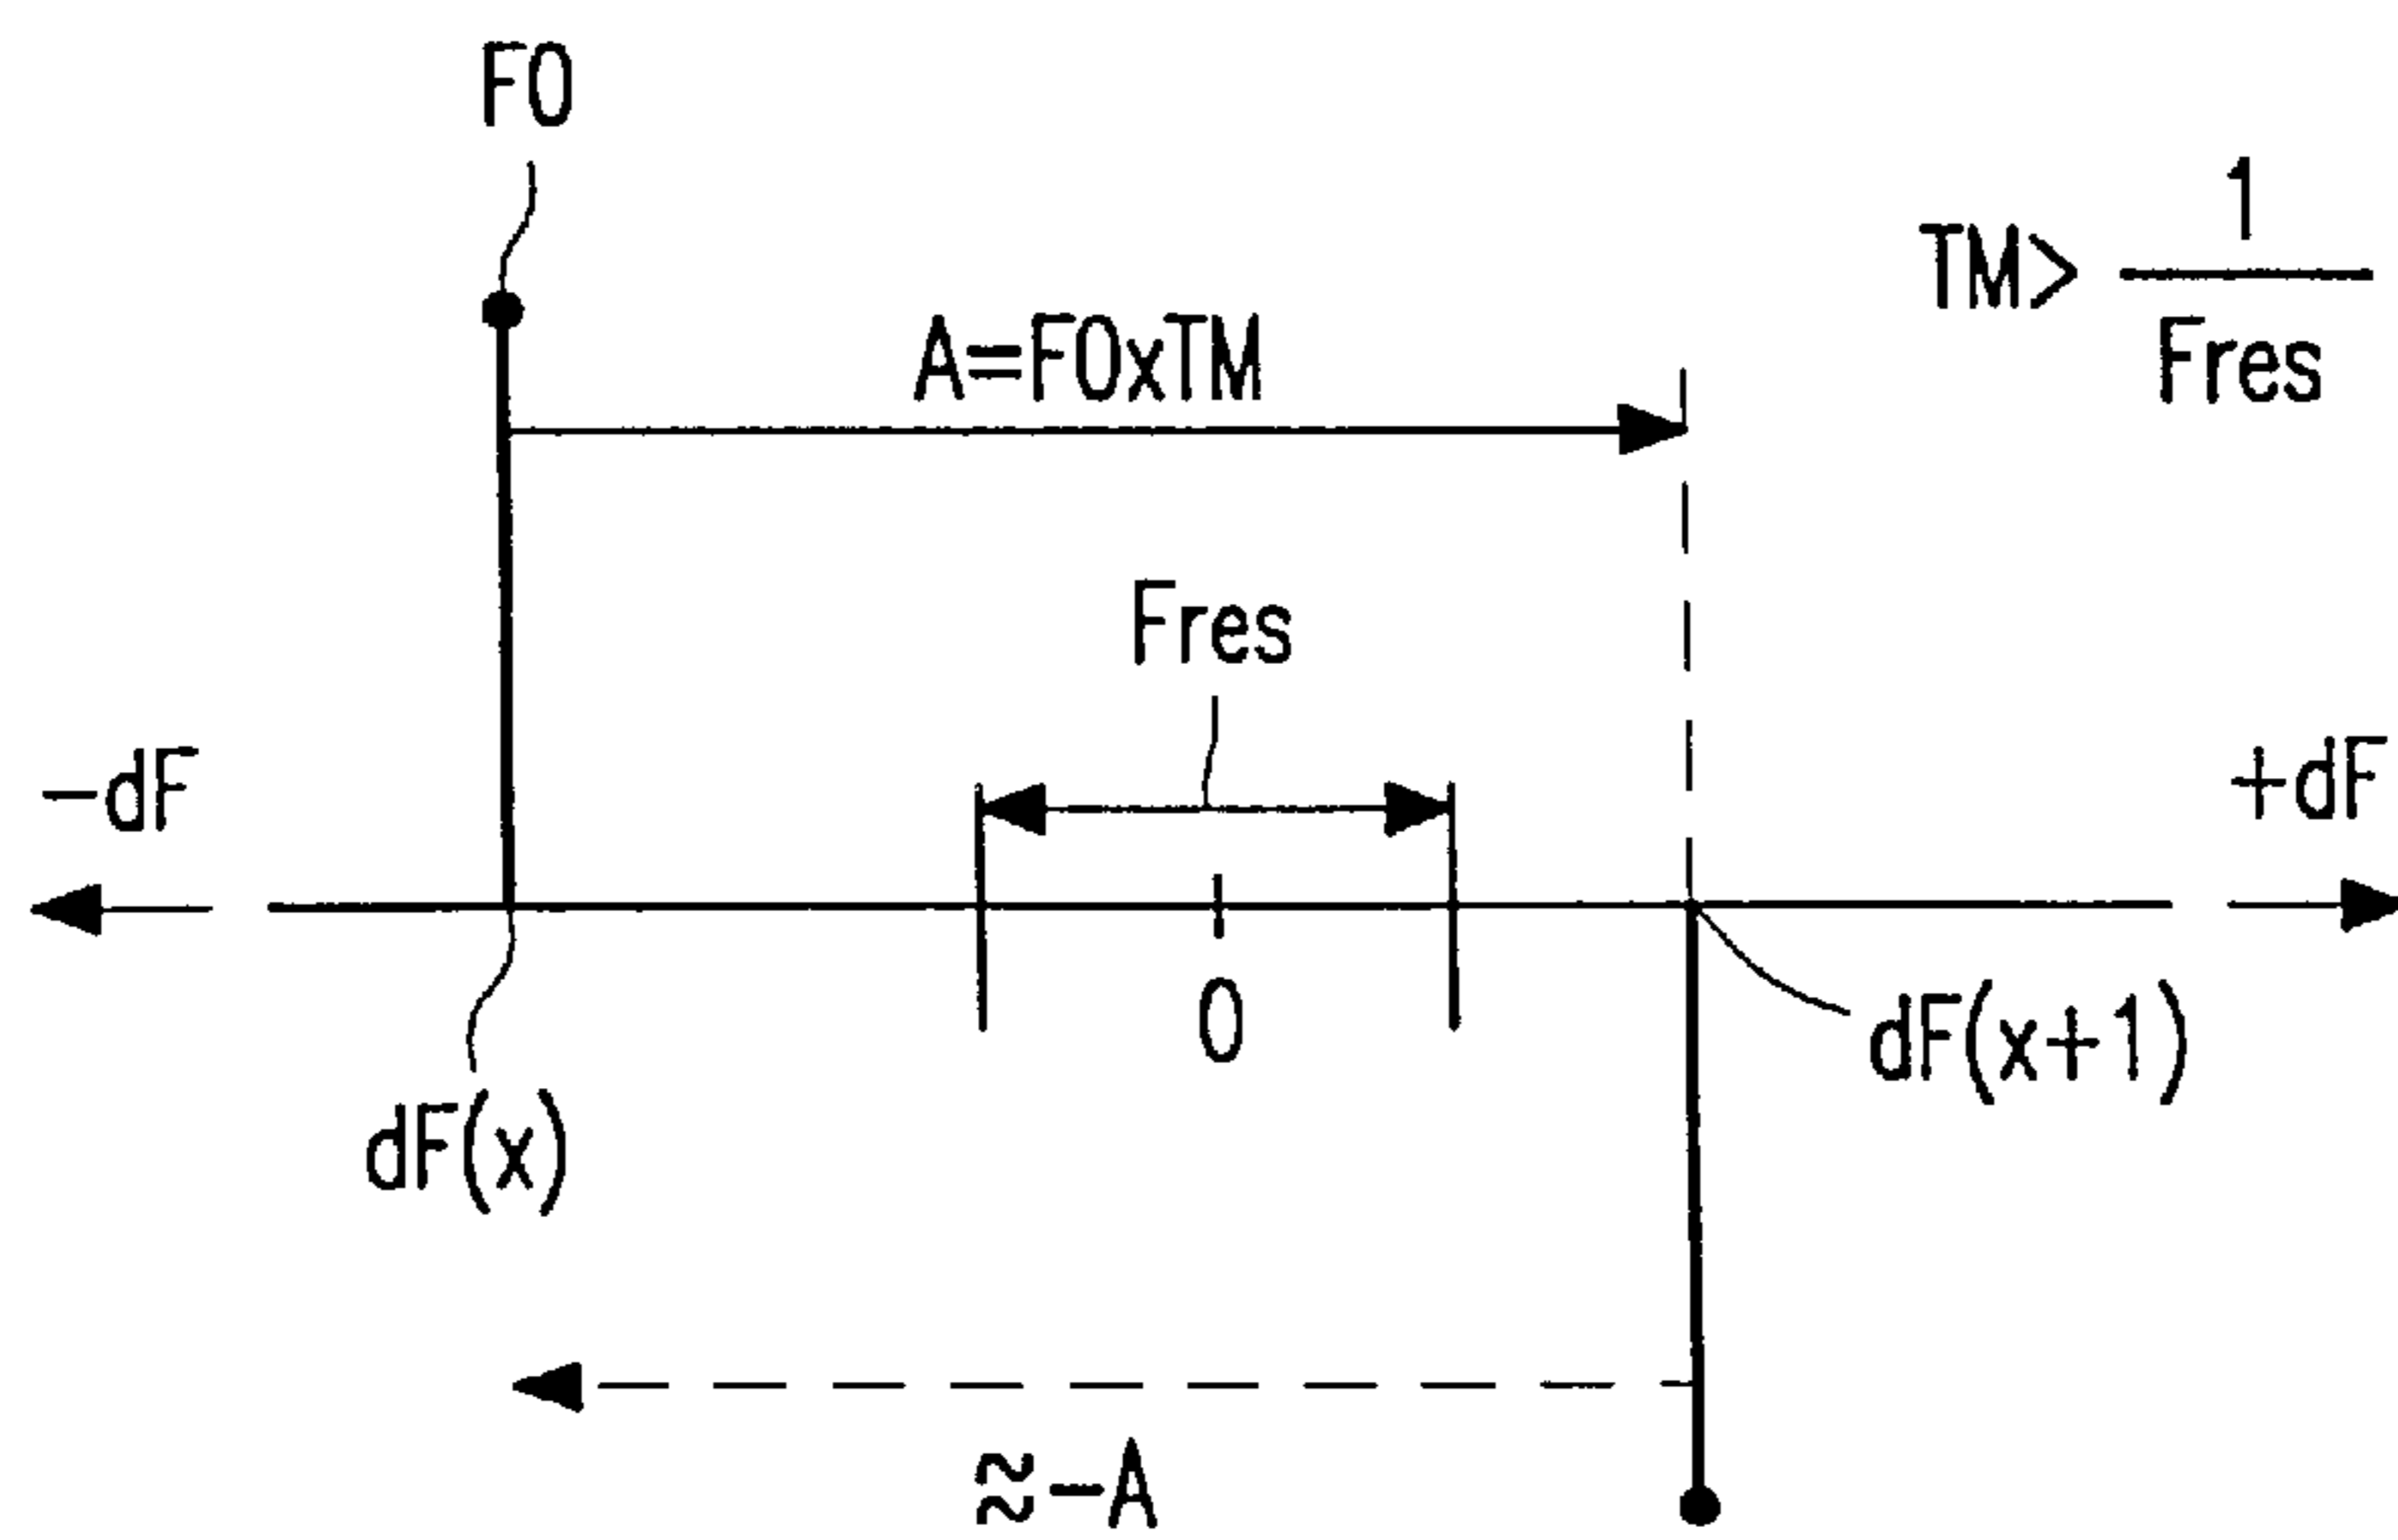 F0
TM> 1/Fres
A=F0xTM
Fres
-dF
+dF
0
dF(x+1)
dF(x)
≈-A